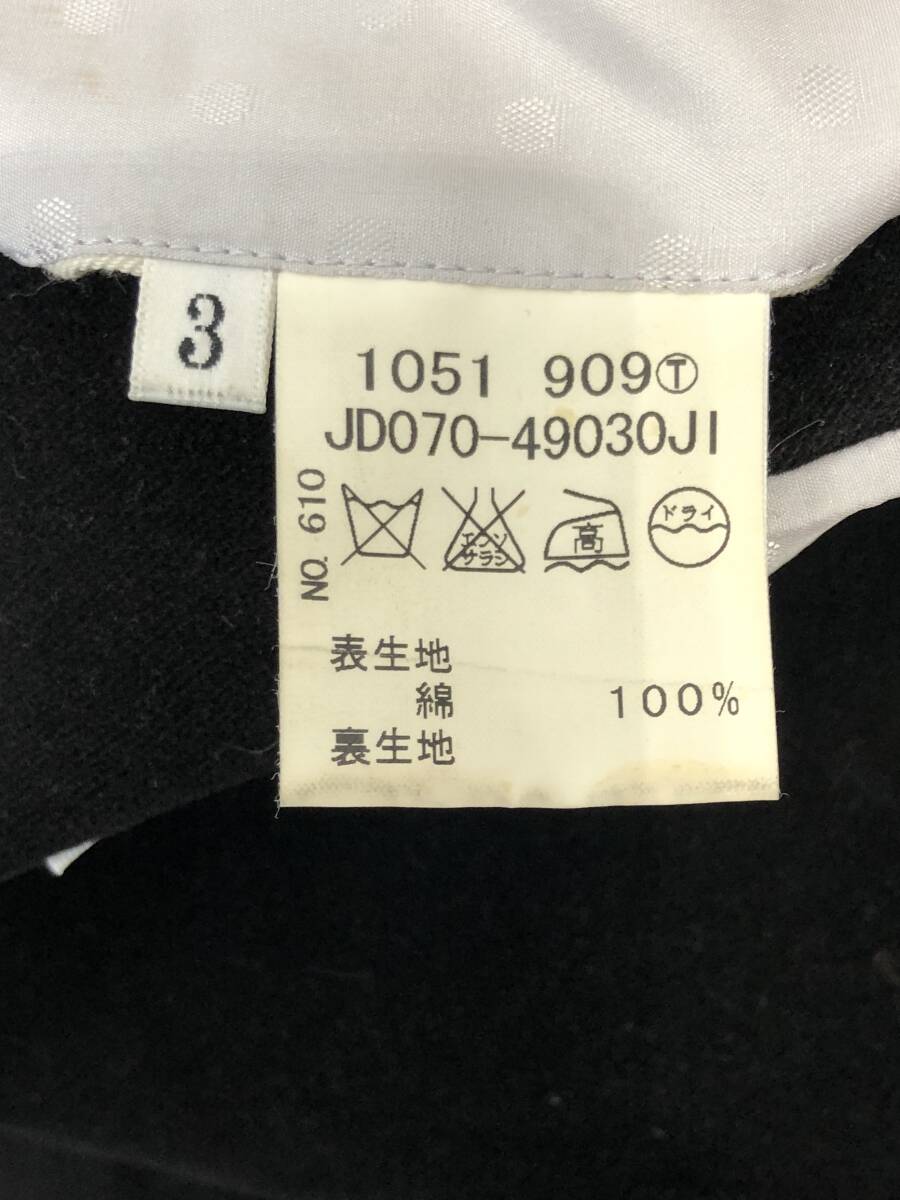 3
1051 909Ⓣ
JD070-49030JI
NO. 610
エンソ
サラシ
高
ドライ
表生地
綿 100%
裏生地